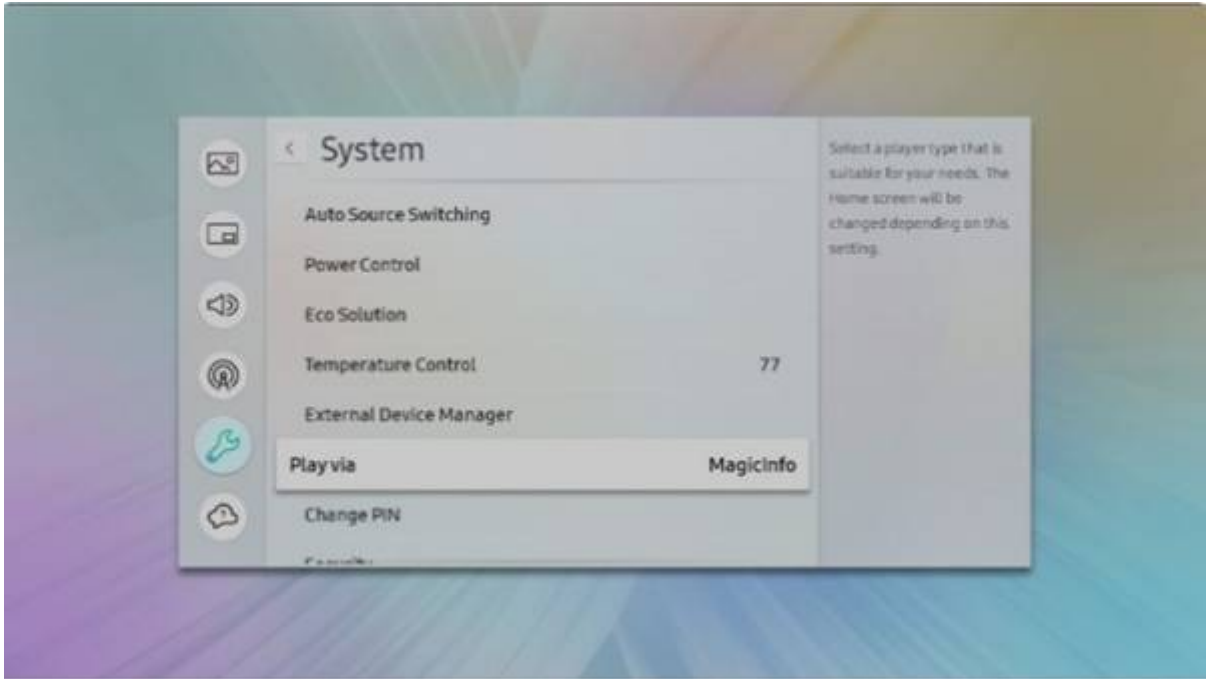 System
Auto Source Switching
Power Control
Eco Solution
Temperature Control 77
External Device Manager
Play via MagicInfo
Change PIN
Security
Select a player type that is
suitable for your needs. The
Home screen will be
changed depending on this
setting.